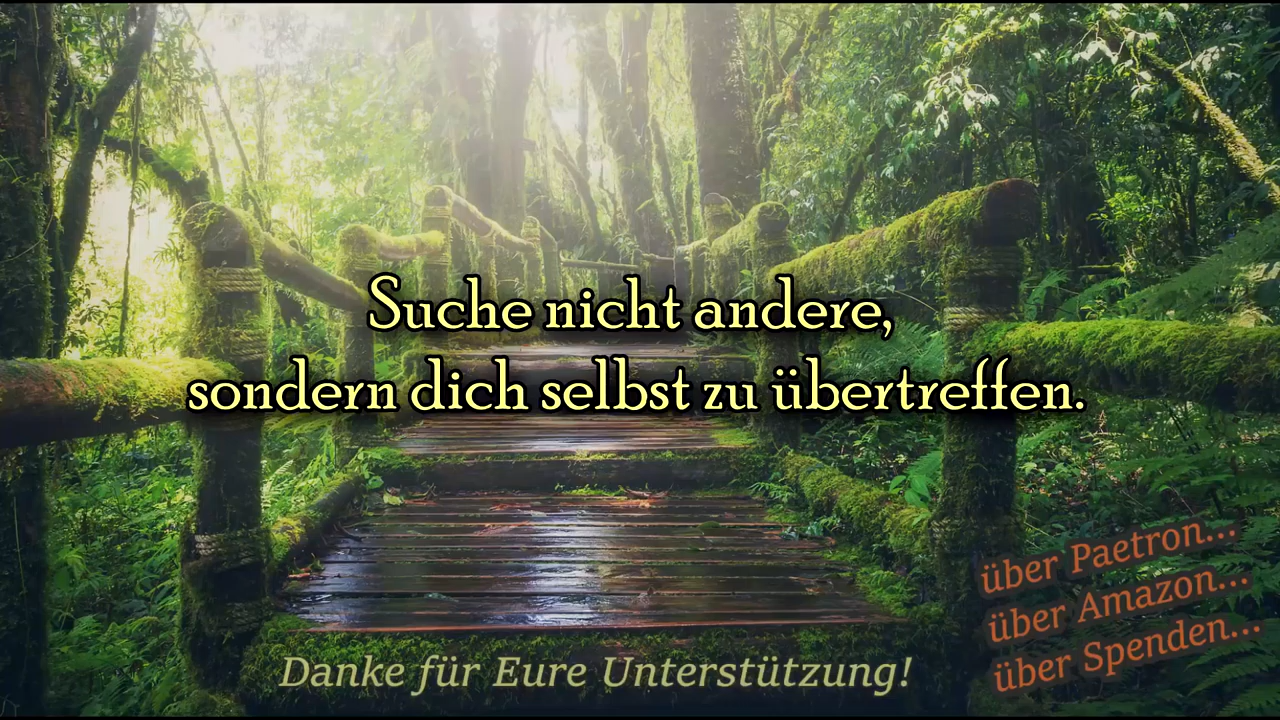 Suche nicht andere,
sondern dich selbst zu übertreffen.
über Paetron...
über Amazon...
über Spenden...
Danke für Eure Unterstützung!